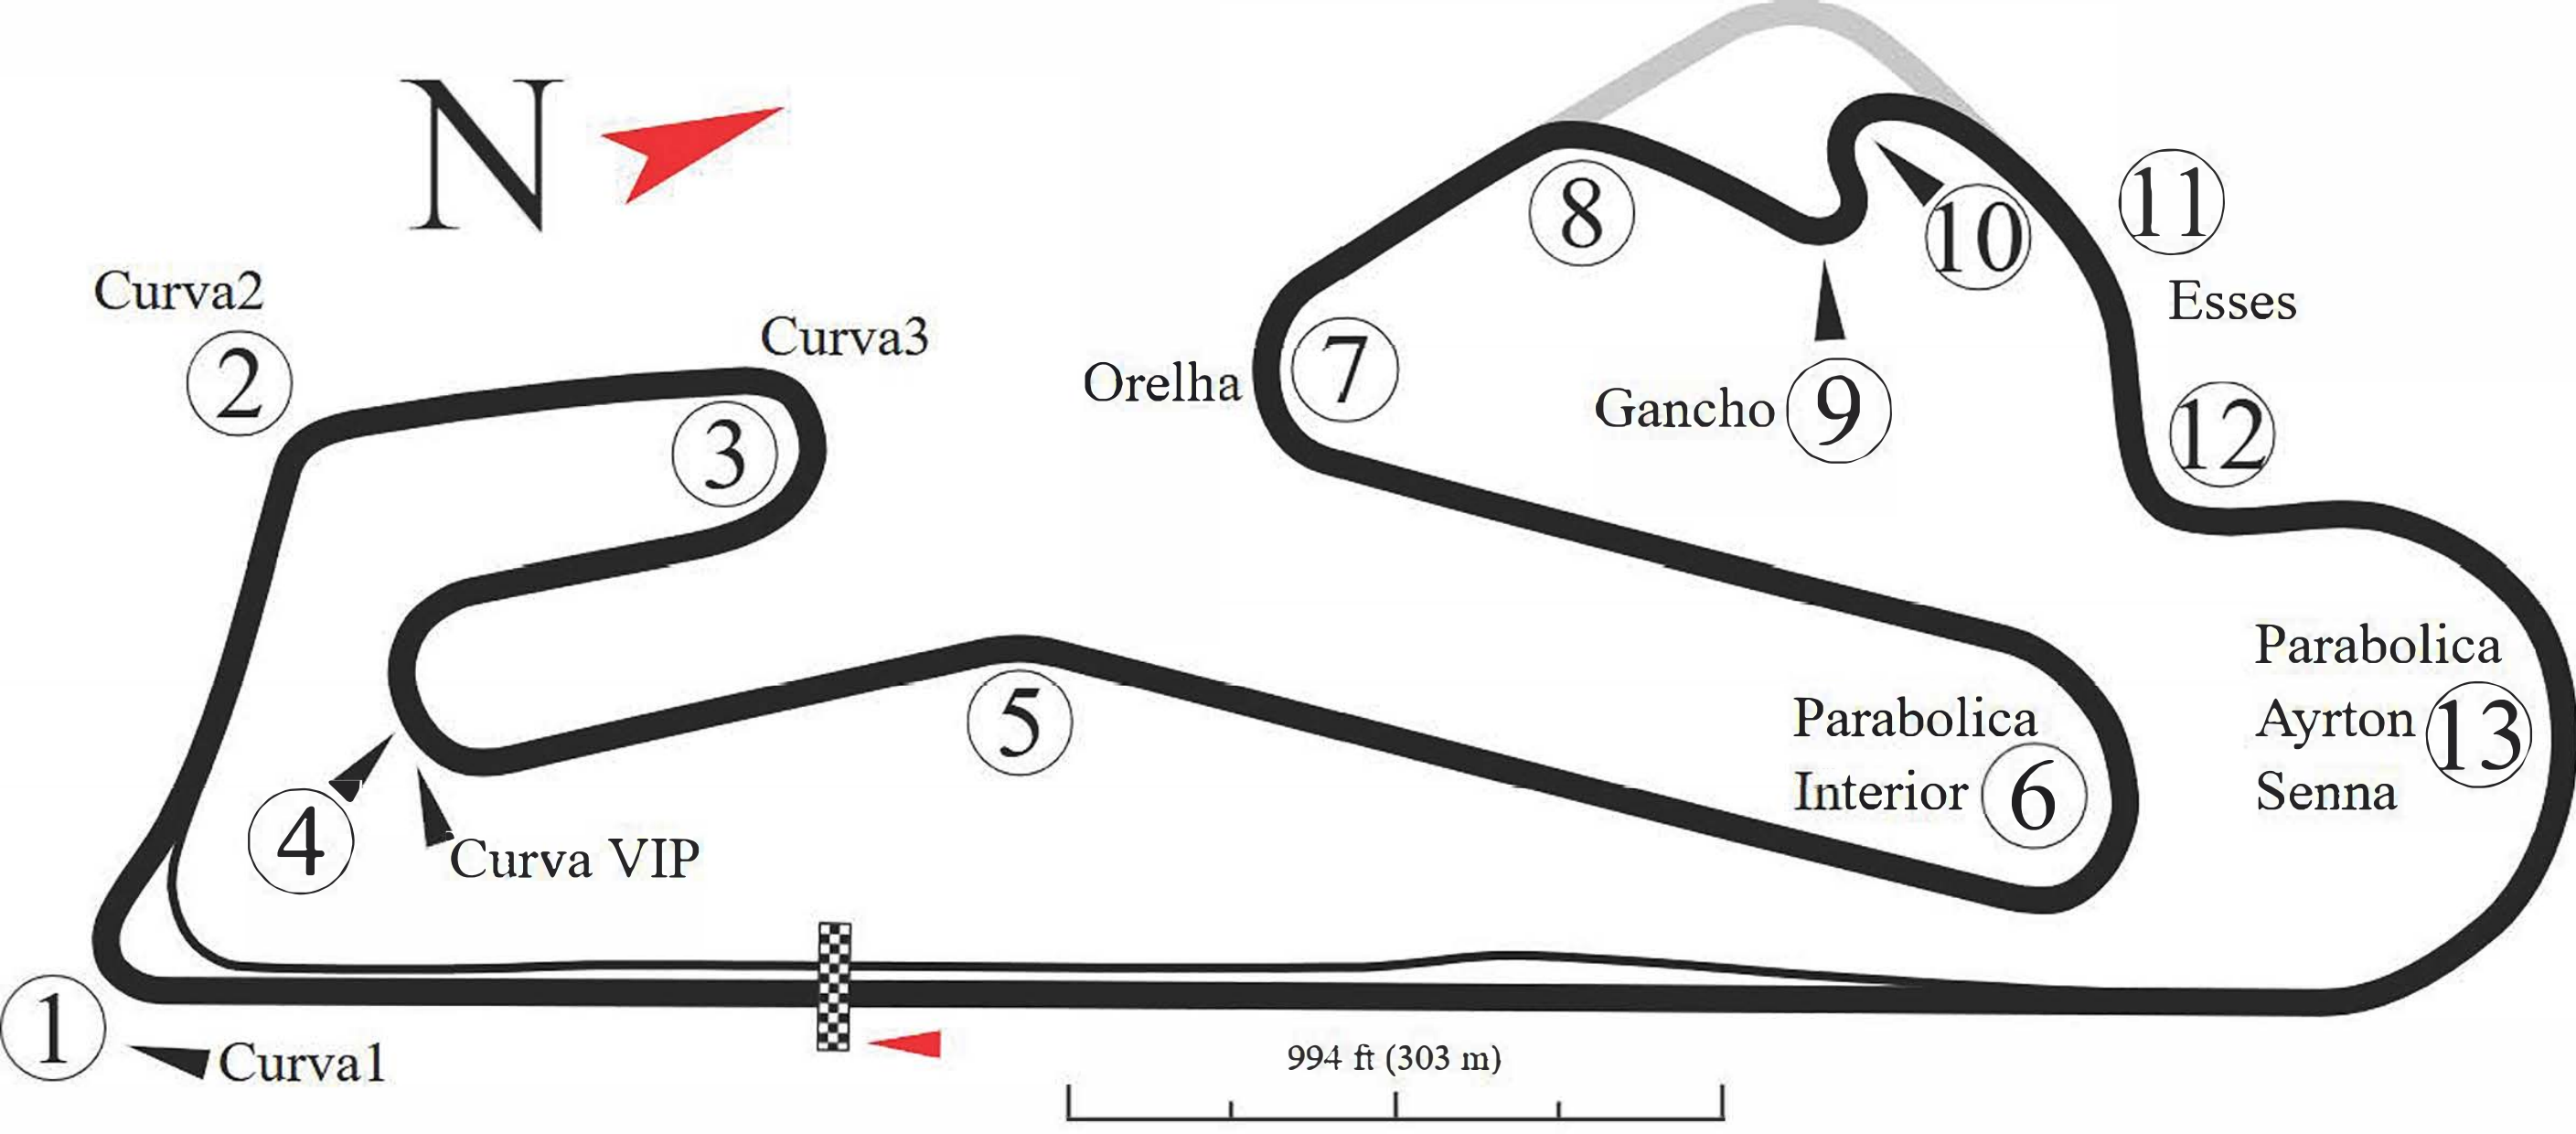 N
11
8
10
Curva2
Esses
2
Curva3
7
Orelha
Gancho 9
12
3
Parabolica
Ayrton 13
Senna
5
Parabolica
Interior 6
4
Curva VIP
1
Curva1
994 ft (303 m)